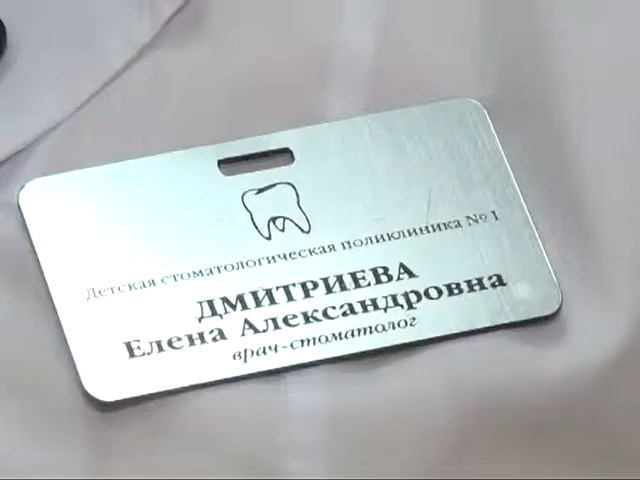 Детская стоматологическая поликлиника № 1
ДМИТРИЕВА
Елена Александровна
врач-стоматолог